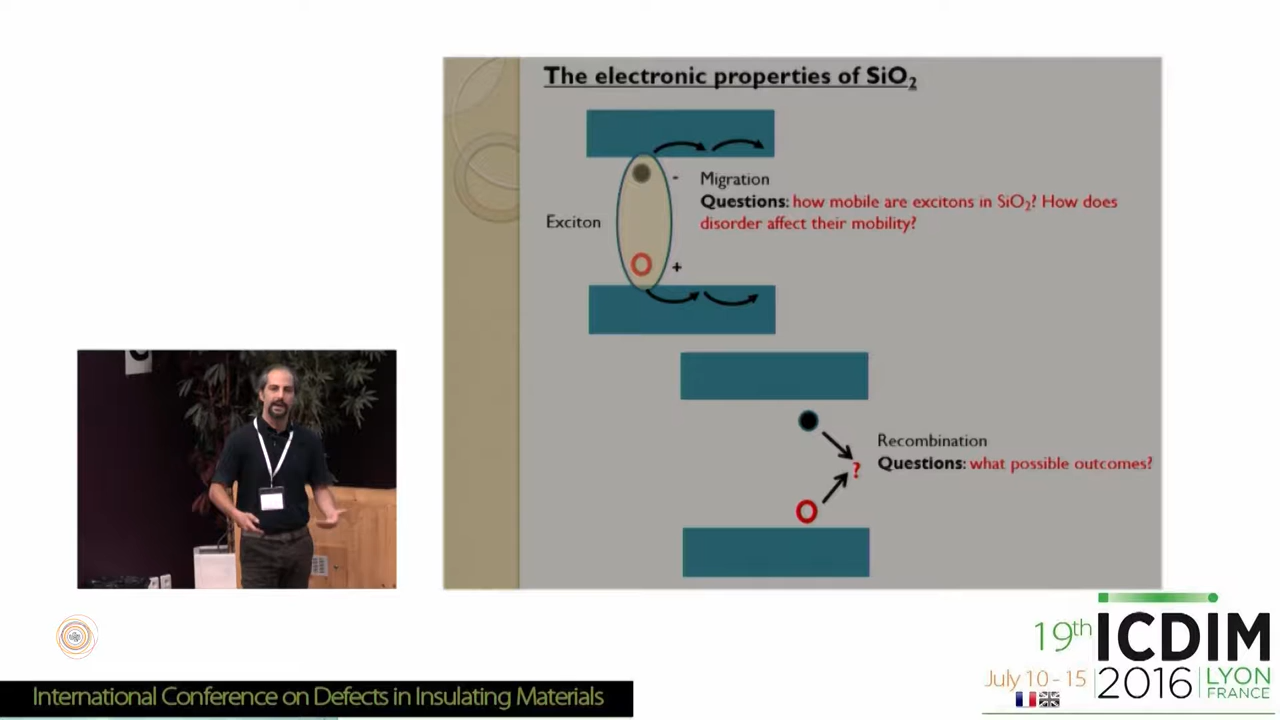 The electronic properties of SiO2
-
Migration
Questions: how mobile are excitons in SiO2? How does
disorder affect their mobility?
Exciton
+
Recombination
Questions: what possible outcomes?
?
19th ICDIM
July 10 - 15 2016 LYON
FRANCE
International Conference on Defects in Insulating Materials